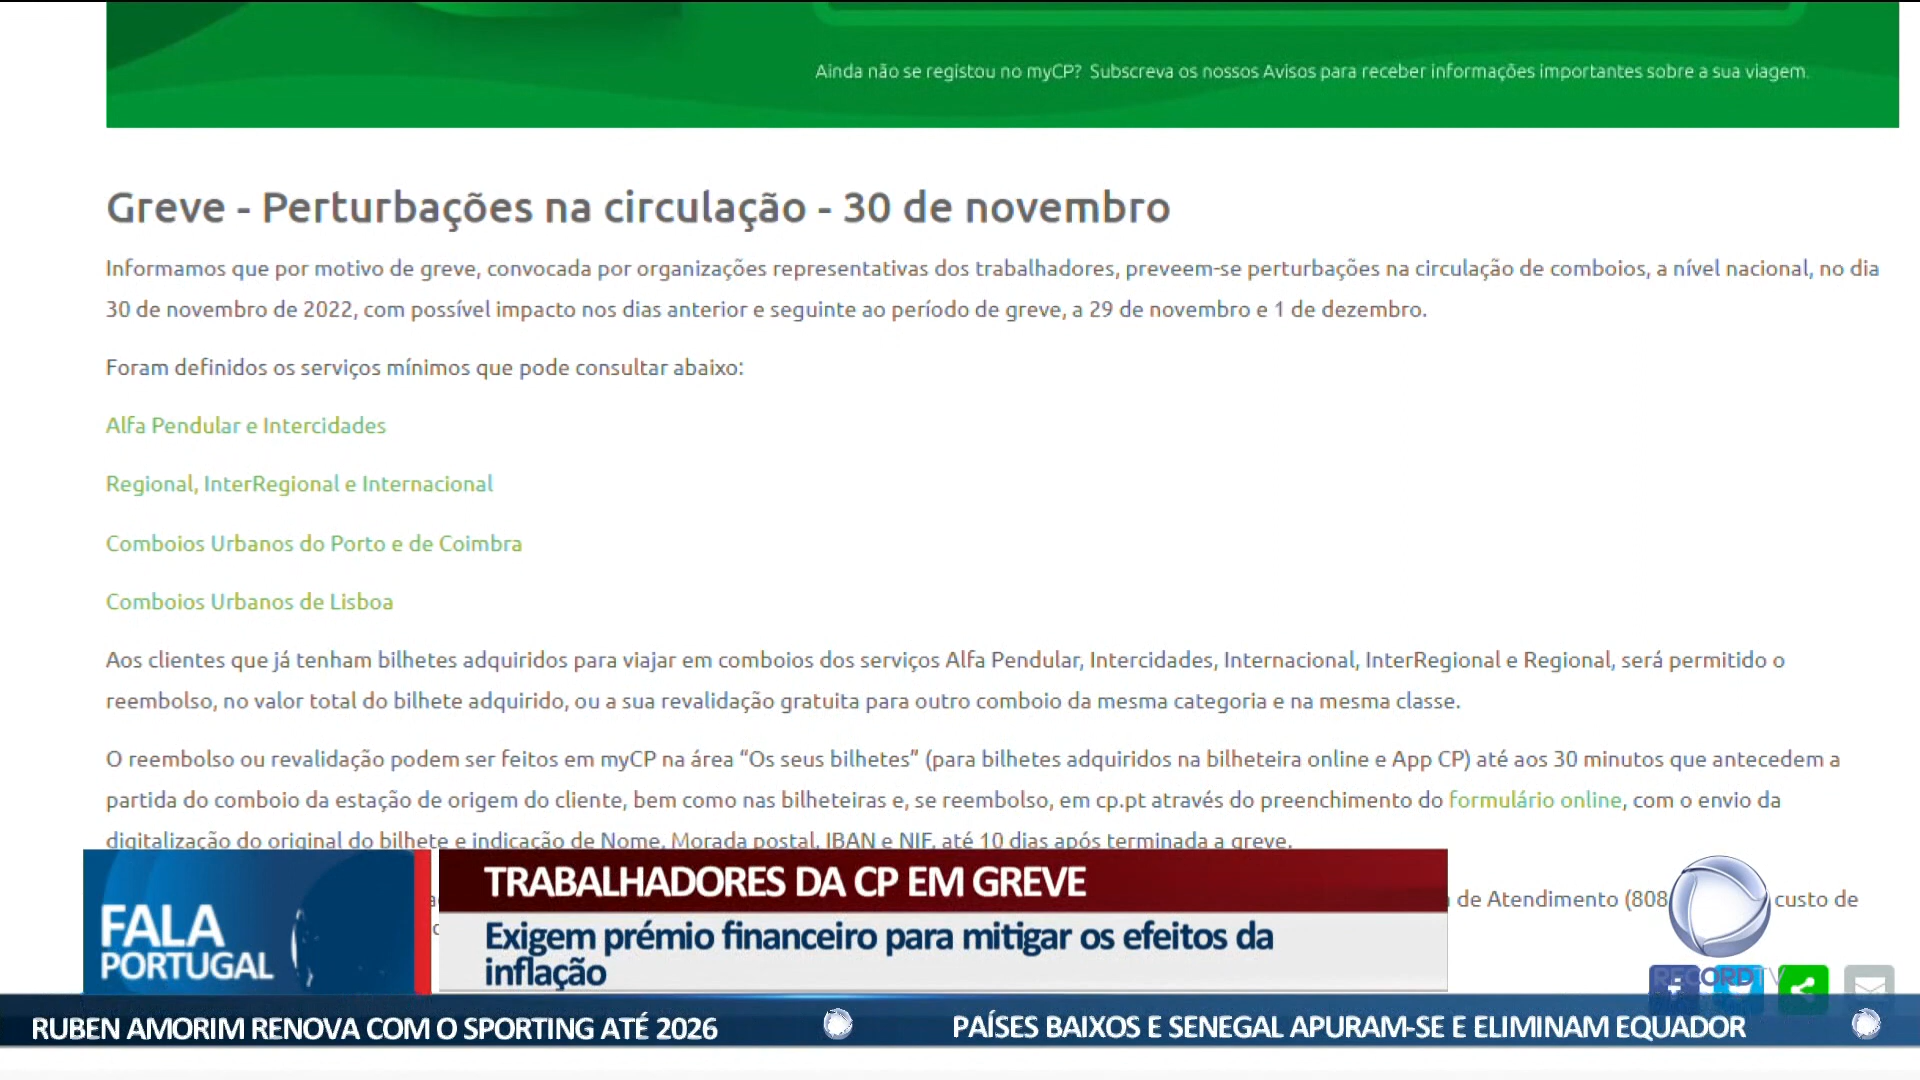 Ainda não se registou no myCP? Subscreva os nossos Avisos para receber informações importantes sobre a sua viagem.
Greve - Perturbações na circulação - 30 de novembro
Informamos que por motivo de greve, convocada por organizações representativas dos trabalhadores, preveem-se perturbações na circulação de comboios, a nível nacional, no dia
30 de novembro de 2022, com possível impacto nos dias anterior e seguinte ao período de greve, a 29 de novembro e 1 de dezembro.
Foram definidos os serviços mínimos que pode consultar abaixo:
Alfa Pendular e Intercidades
Regional, InterRegional e Internacional
Comboios Urbanos do Porto e de Coimbra
Comboios Urbanos de Lisboa
Aos clientes que já tenham bilhetes adquiridos para viajar em comboios dos serviços Alfa Pendular, Intercidades, Internacional, InterRegional e Regional, será permitido o
reembolso, no valor total do bilhete adquirido, ou a sua revalidação gratuita para outro comboio da mesma categoria e na mesma classe.
O reembolso ou revalidação podem ser feitos em myCP na área “Os seus bilhetes” (para bilhetes adquiridos na bilheteira online e App CP) até aos 30 minutos que antecedem a
partida do comboio da estação de origem do cliente, bem como nas bilheteiras e, se reembolso, em cp.pt através do preenchimento do formulário online, com o envio da
digitalização do original do bilhete e indicação de Nome, Morada postal, IBAN e NIF, até 10 dias após terminada a greve.
de Atendimento (808 custo de
TRABALHADORES DA CP EM GREVE
Exigem prémio financeiro para mitigar os efeitos da
inflação
FALA
PORTUGAL
RECORD TV
RUBEN AMORIM RENOVA COM O SPORTING ATÉ 2026
PAÍSES BAIXOS E SENEGAL APURAM-SE E ELIMINAM EQUADOR